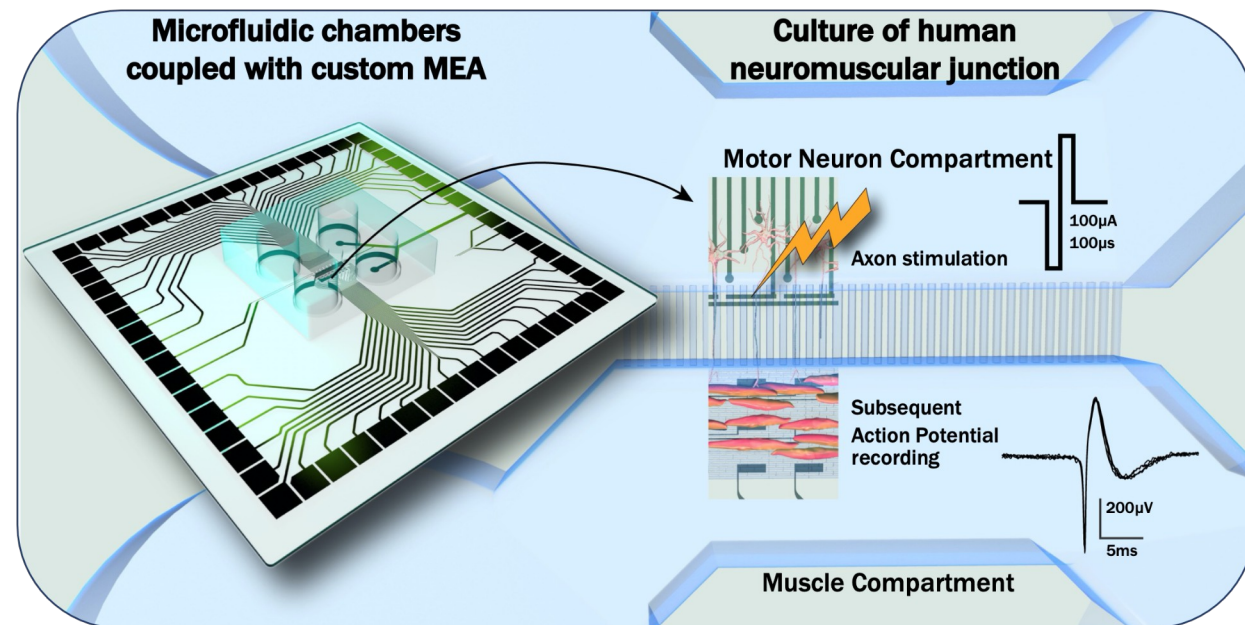 Microfluidic chambers
coupled with custom MEA
Culture of human
neuromuscular junction
Motor Neuron Compartment
100µA
100µs
Axon stimulation
Subsequent
Action Potential
recording
200µV
5ms
Muscle Compartment